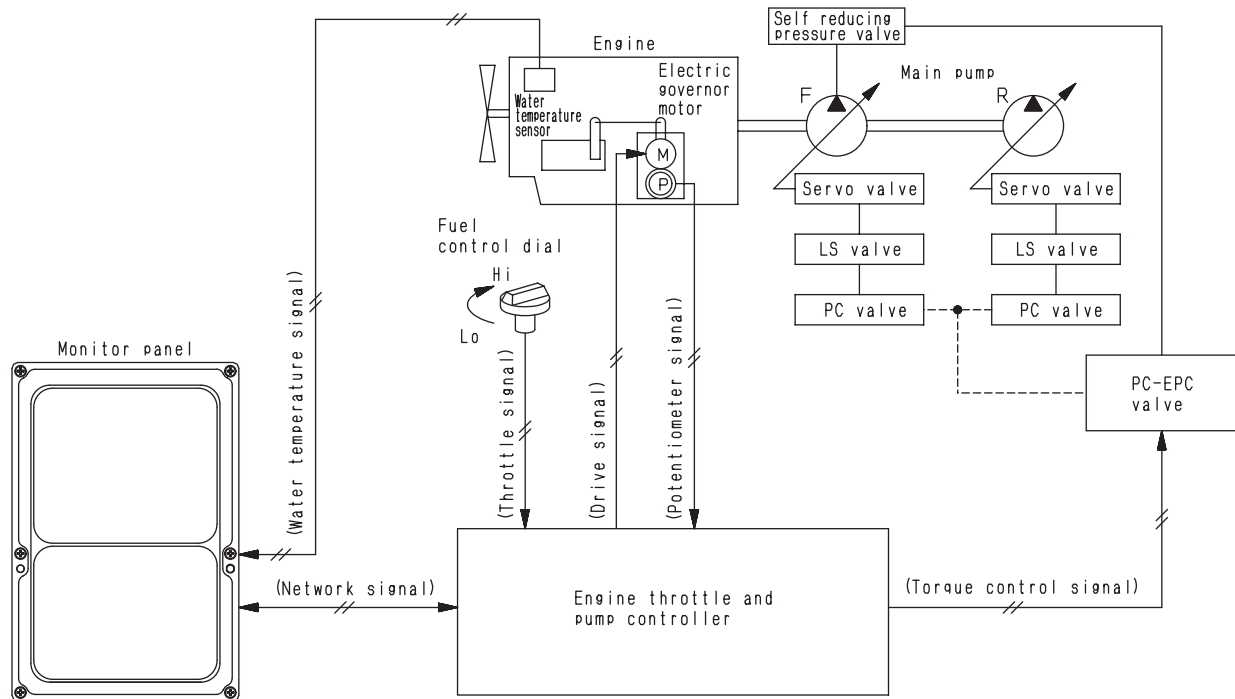 Self reducing
pressure valve
Engine
Main pump
Electric
governor
motor
F
R
Water
temperature
sensor
M
P
Servo valve
Servo valve
Fuel
control dial
Hi
Lo
LS valve
LS valve
PC valve
PC valve
Monitor panel
PC-EPC
valve
(Water temperature signal)
(Throttle signal)
(Drive signal)
(Potentiometer signal)
(Network signal)
Engine throttle and
pump controller
(Torque control signal)